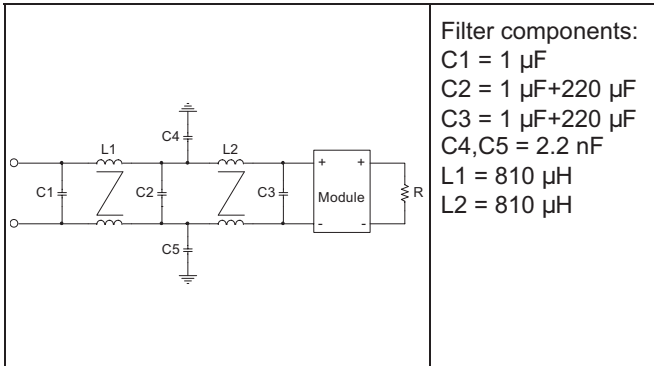 Filter components:
C1 = 1 µF
C2 = 1 µF+220 µF
C3 = 1 µF+220 µF
C4,C5 = 2.2 nF
L1 = 810 µH
L2 = 810 µH
C4
L1
L2
+ +
C1
C2
C3
Module
R
- -
C5